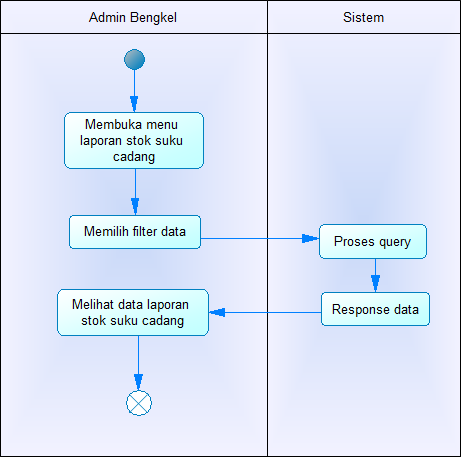 Admin Bengkel
Sistem
Membuka menu
laporan stok suku
cadang
Memilih filter data
Proses query
Melihat data laporan
stok suku cadang
Response data